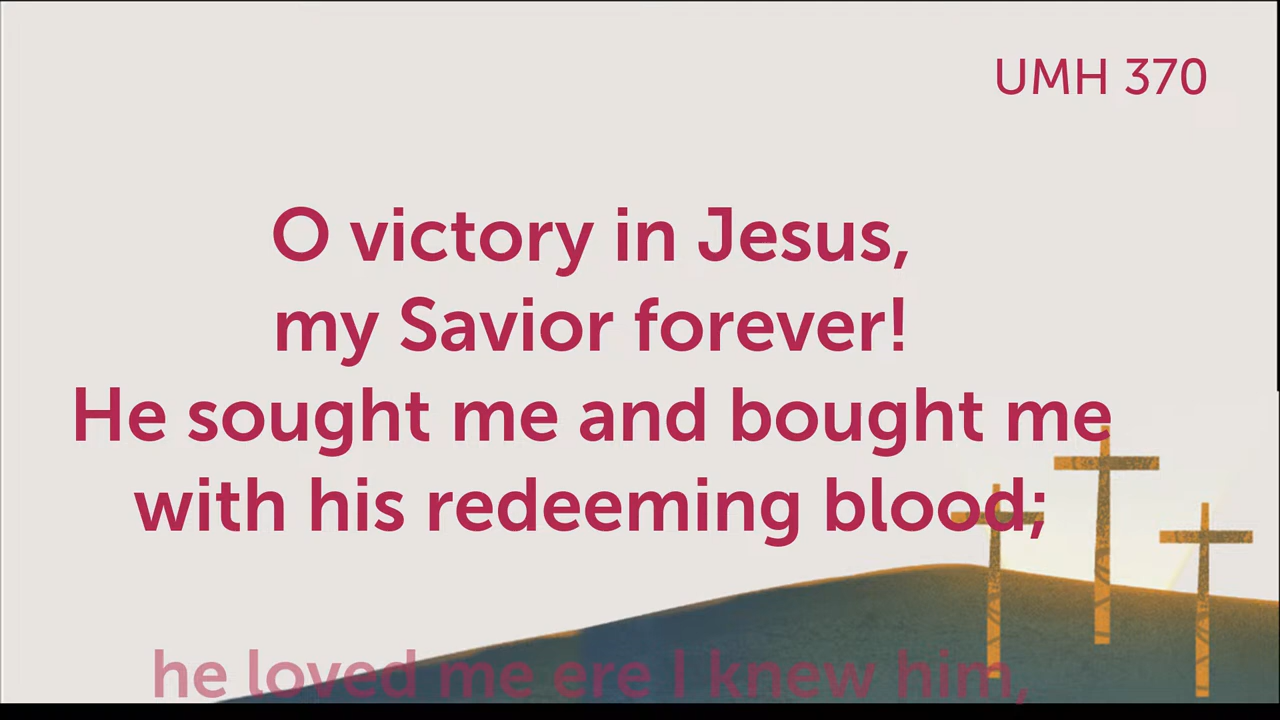 UMH 370
O victory in Jesus,
my Savior forever!
He sought me and bought me
with his redeeming blood;
he loved me ere I knew him,